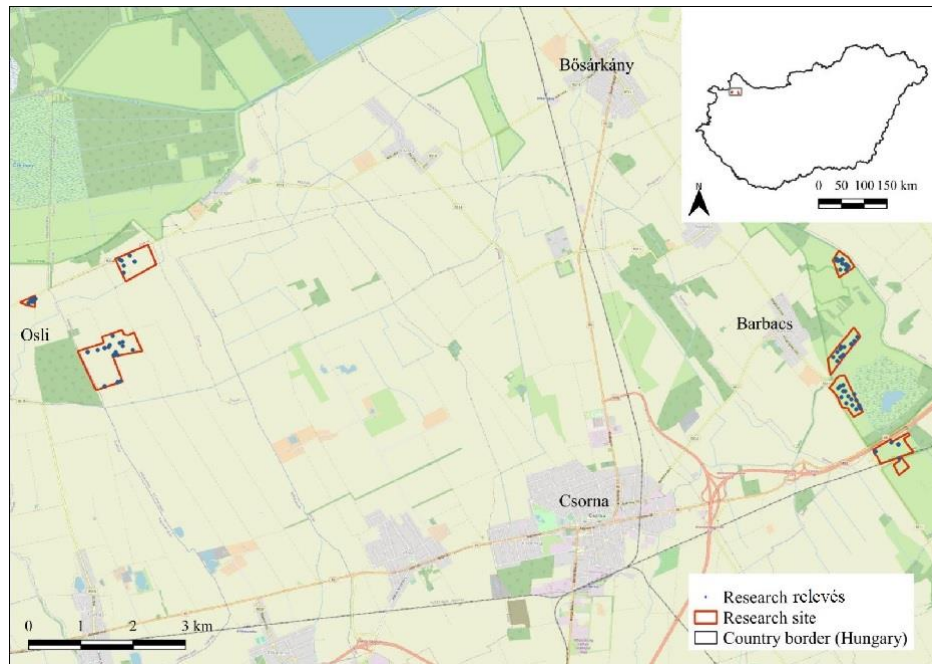 Bősárkány
N
0 50 100 150 km
Osli
Barbacs
Csorna
Research relevés
Research site
Country border (Hungary)
0 1 2 3 km